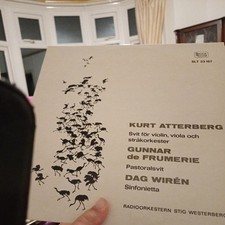 KURT ATTERBERG
Svit för violin, viola och
stråkorkester
GUNNAR
de FRUMERIE
Pastoralsvit
DAG WIRÉN
Sinfonietta
RADIOORKESTERN STIG WESTERBERG